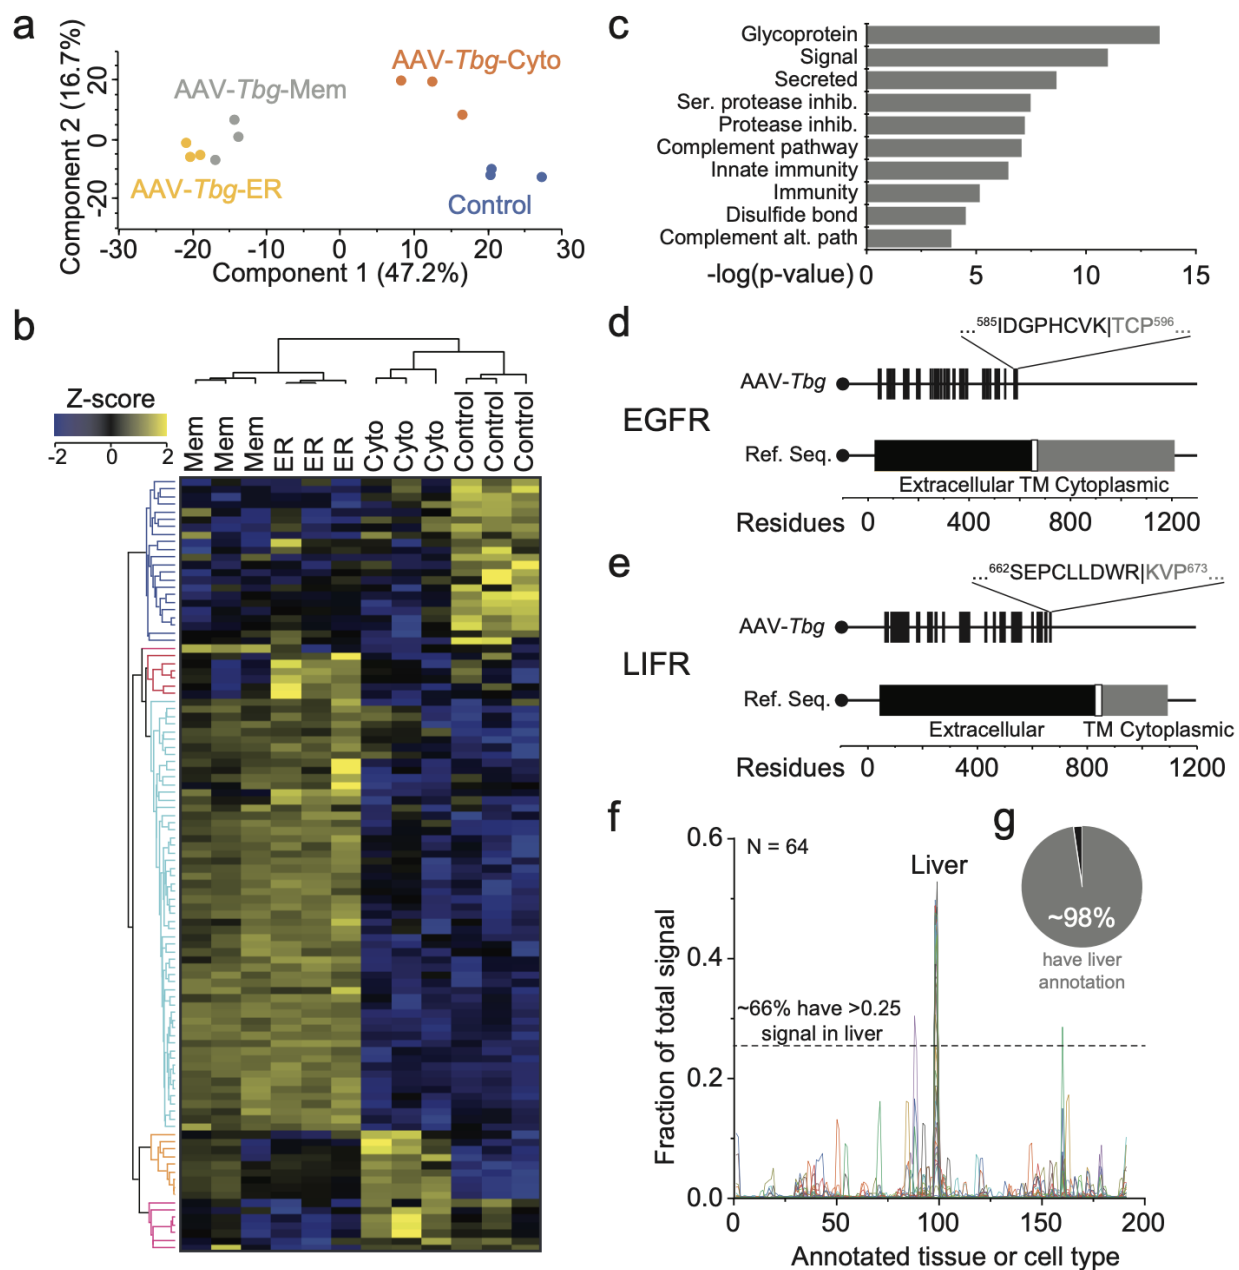 a
Component 2 (16.7%)
20
0
-20
AAV-Tbg-Mem
AAV-Tbg-Cyto
AAV-Tbg-ER
Control
-30 -20 -10 0 10 20 30
Component 1 (47.2%)
b
Z-score
-2 0 2
Mem Mem Mem ER ER ER Cyto Cyto Cyto Control Control Control
c
Glycoprotein
Signal
Secreted
Ser. protease inhib.
Protease inhib.
Complement pathway
Innate immunity
Immunity
Disulfide bond
Complement alt. path
-log(p-value) 0 5 10 15
d
...585IDGPHCVK|TCP596...
AAV-Tbg
EGFR
Ref. Seq.
Extracellular TM Cytoplasmic
Residues 0 400 800 1200
e
...662SEPCLLDWR|KVP673...
AAV-Tbg
LIFR
Ref. Seq.
Extracellular TM Cytoplasmic
Residues 0 400 800 1200
f
Fraction of total signal
0.6
0.4
0.2
0.0
N = 64
Liver
~66% have >0.25
signal in liver
0 50 100 150 200
Annotated tissue or cell type
g
~98%
have liver
annotation